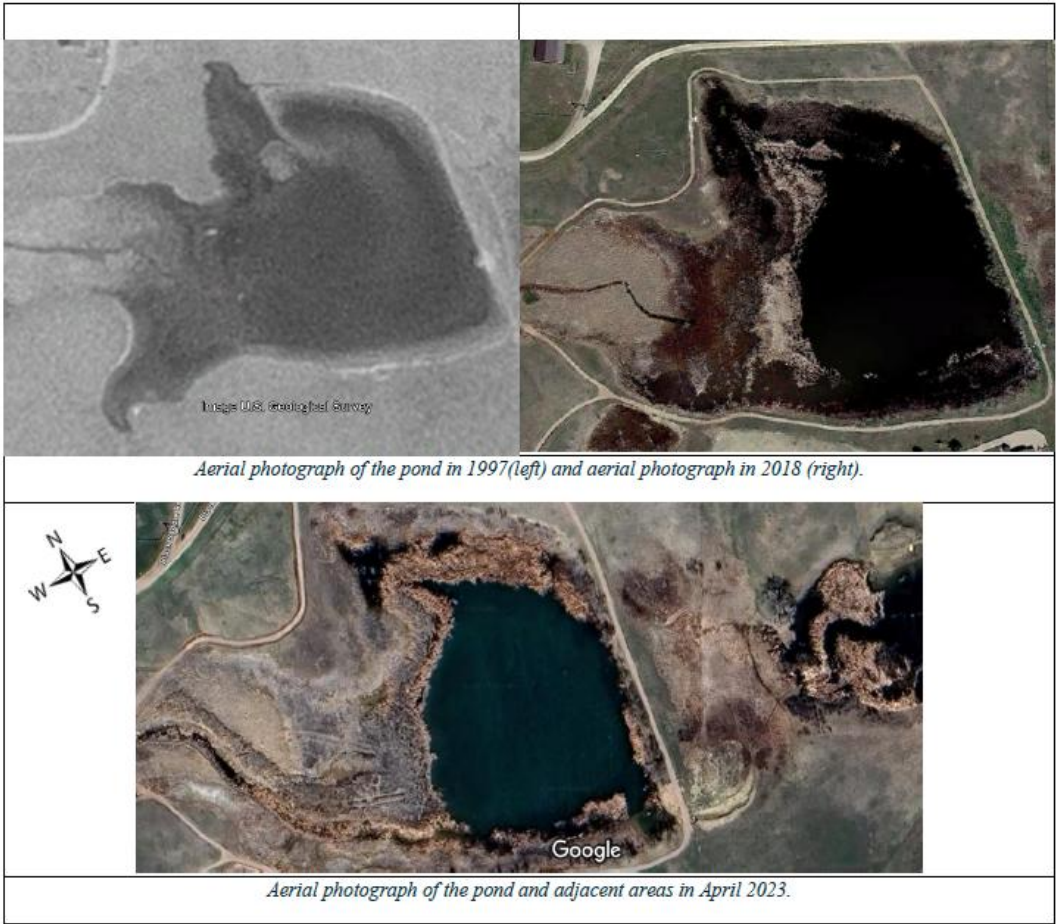 Image U.S. Geological Survey
Aerial photograph of the pond in 1997(left) and aerial photograph in 2018 (right).
N
E
W
S
Google
Aerial photograph of the pond and adjacent areas in April 2023.